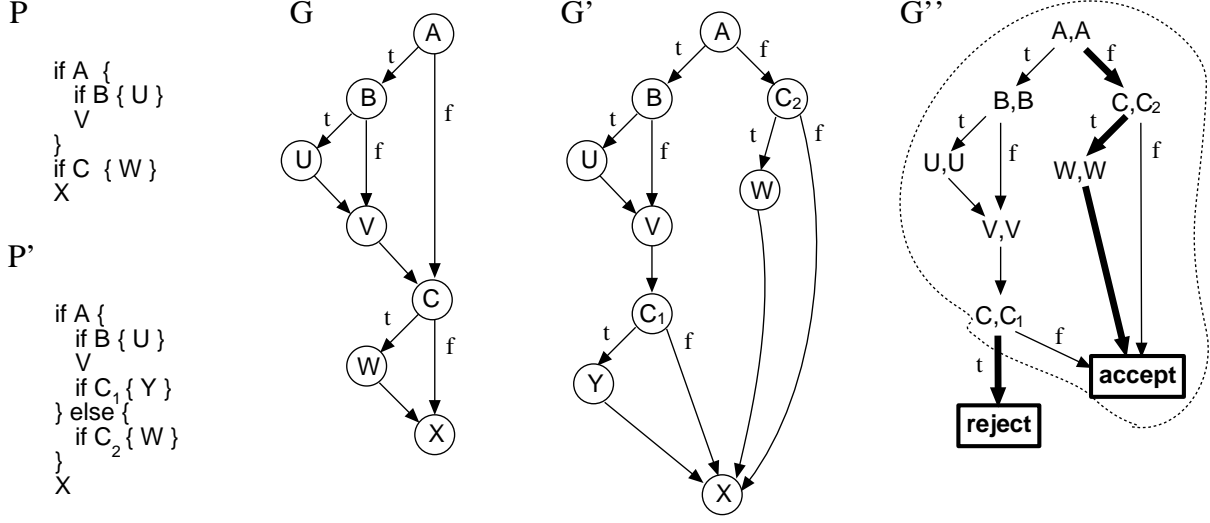 P
if A {
if B { U }
V
}
if C { W }
X
P'
if A {
if B { U }
V
if C1 { Y }
} else {
if C2 { W }
}
X
G
A
t
B
f
t
U
f
V
C
t
f
W
X
G'
A
t
f
B
C2
t
f
t
f
U
W
V
C1
t
f
Y
X
G''
A,A
t
f
B,B
C,C2
t
f
t
f
U,U
W,W
V,V
C,C1
f
t
accept
reject